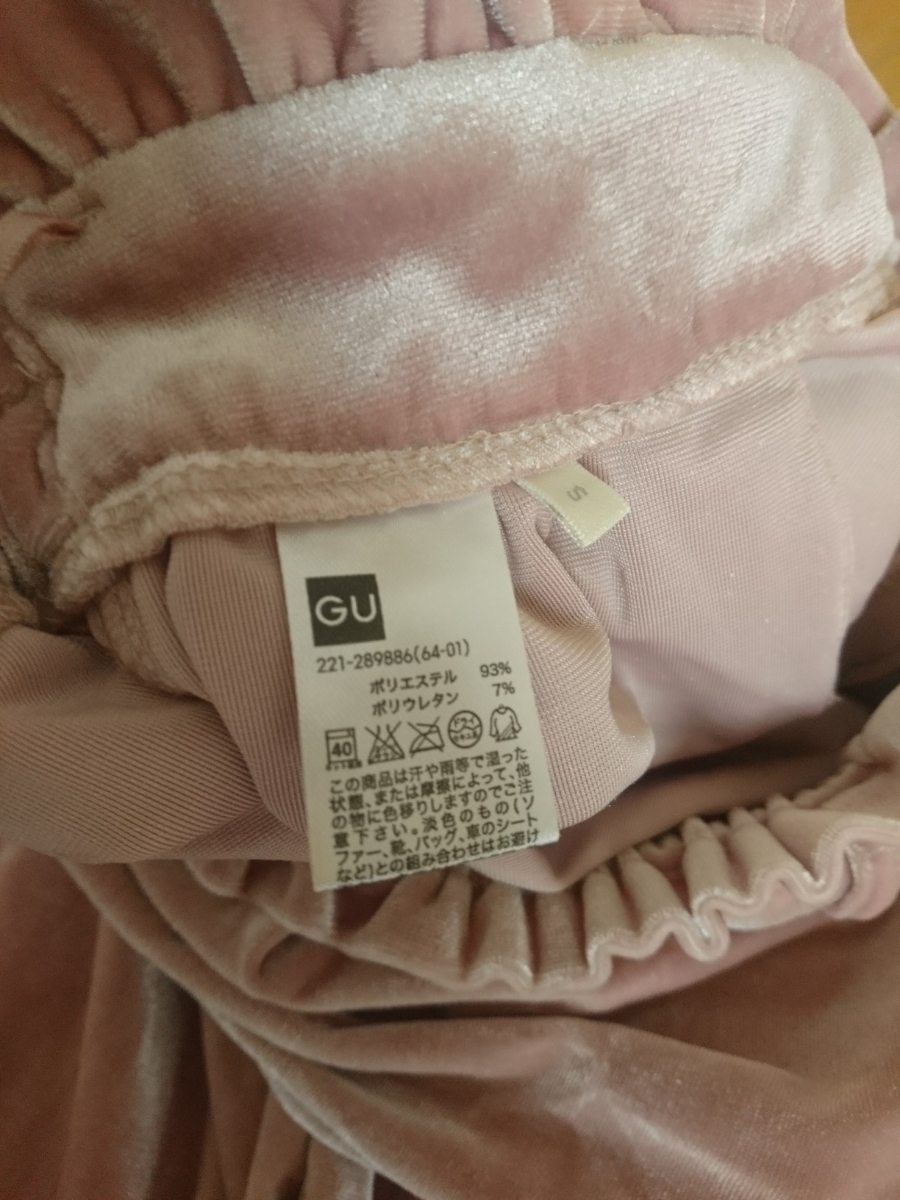 S
GU
221-289886(64-01)
ポリエステル 93%
ポリウレタン 7%
40
ドライ
この商品は汗や雨等で湿った
状態、または摩擦によって、他
の物に色移りしますのでご注
意下さい。淡色のもの(ソ
ファー、靴、バッグ、車のシート
など)との組み合わせはお避け